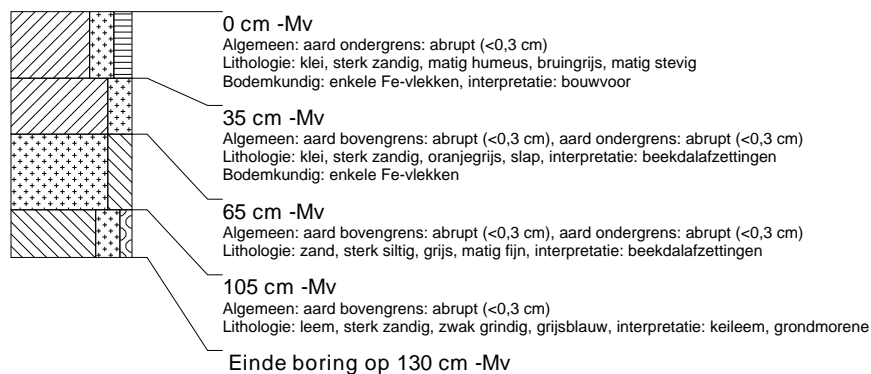 0 cm -Mv
Algemeen: aard ondergrens: abrupt (<0,3 cm)
Lithologie: klei, sterk zandig, matig humeus, bruingrijs, matig stevig
Bodemkundig: enkele Fe-vlekken, interpretatie: bouwvoor
35 cm -Mv
Algemeen: aard bovengrens: abrupt (<0,3 cm), aard ondergrens: abrupt (<0,3 cm)
Lithologie: klei, sterk zandig, oranjegrijs, slap, interpretatie: beekdalafzettingen
Bodemkundig: enkele Fe-vlekken
65 cm -Mv
Algemeen: aard bovengrens: abrupt (<0,3 cm), aard ondergrens: abrupt (<0,3 cm)
Lithologie: zand, sterk siltig, grijs, matig fijn, interpretatie: beekdalafzettingen
105 cm -Mv
Algemeen: aard bovengrens: abrupt (<0,3 cm)
Lithologie: leem, sterk zandig, zwak grindig, grijsblauw, interpretatie: keileem, grondmorene
Einde boring op 130 cm -Mv